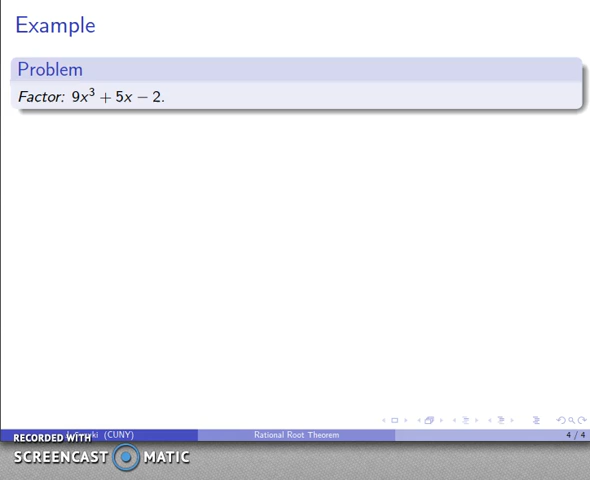 Example
Problem
Factor: 9x³ + 5x − 2.
(CUNY)
Rational Root Theorem
4 / 4
RECORDED WITH
SCREENCAST MATIC